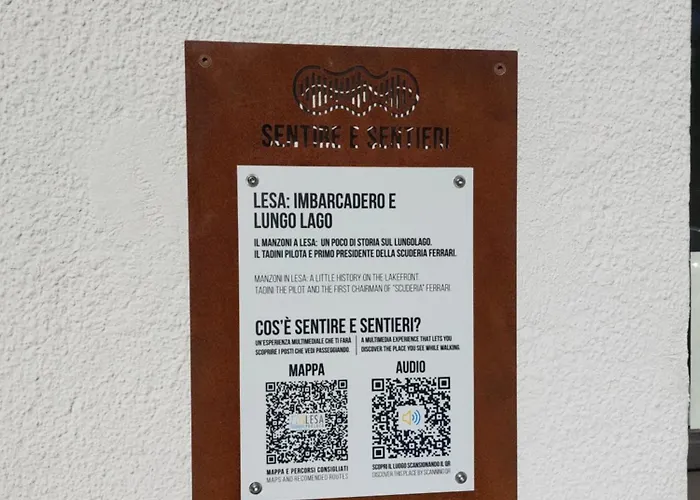 SENTIRE E SENTIERI
LESA: IMBARCADERO E
LUNGO LAGO
IL MANZONI A LESA: UN POCO DI STORIA SUL LUNGOLAGO.
IL TADINI PILOTA E PRIMO PRESIDENTE DELLA SCUDERIA FERRARI.
MANZONI IN LESA: A LITTLE HISTORY ON THE LAKEFRONT.
TADINI THE PILOT AND THE FIRST CHAIRMAN OF "SCUDERIA" FERRARI.
COS'È SENTIRE E SENTIERI?
UN'ESPERIENZA MULTIMEDIALE CHE TI FARÀ
SCOPRIRE I POSTI CHE VEDI PASSEGGIANDO.
A MULTIMEDIA EXPERIENCE THAT LETS YOU
DISCOVER THE PLACE YOU SEE WHILE WALKING.
MAPPA
LESA
MAPPA E PERCORSI CONSIGLIATI
MAPS AND RECOMENDED ROUTES
AUDIO
SCOPRI IL LUOGO SCANSIONANDO IL QR
DISCOVER THIS PLACE BY SCANNING QR